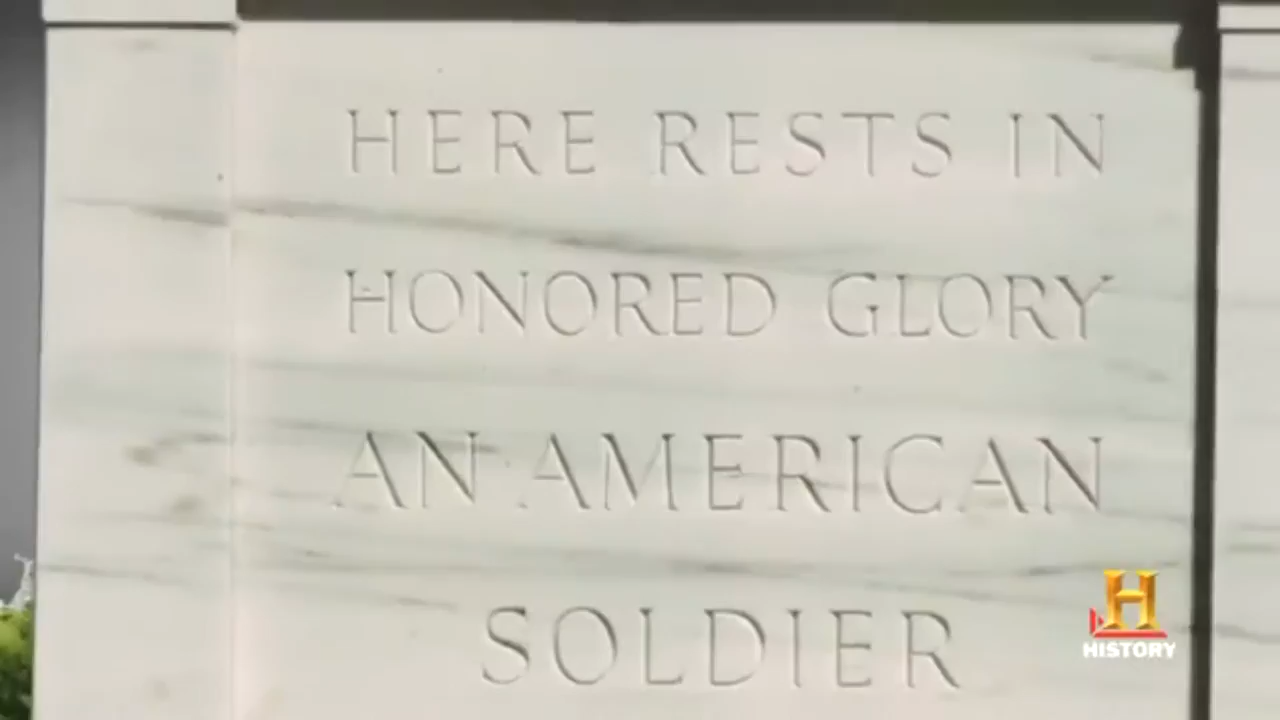 HERE RESTS IN
HONORED GLORY
AN AMERICAN
SOLDIER
H
HISTORY